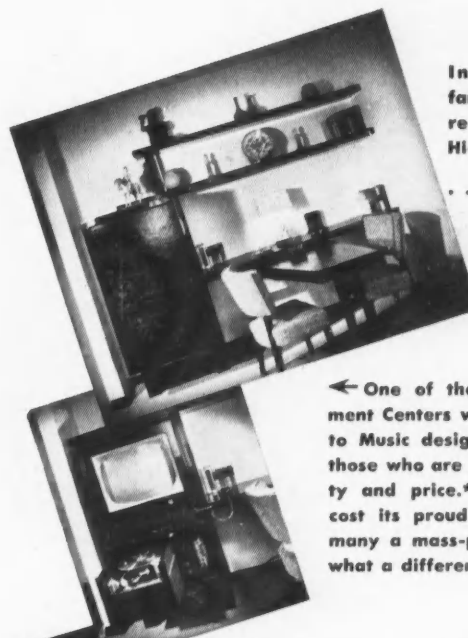 In
fa
re
Hi
. .
← One of the
ment Centers w
to Music desig
those who are
ty and price.*
cost its proud
many a mass-p
what a differen